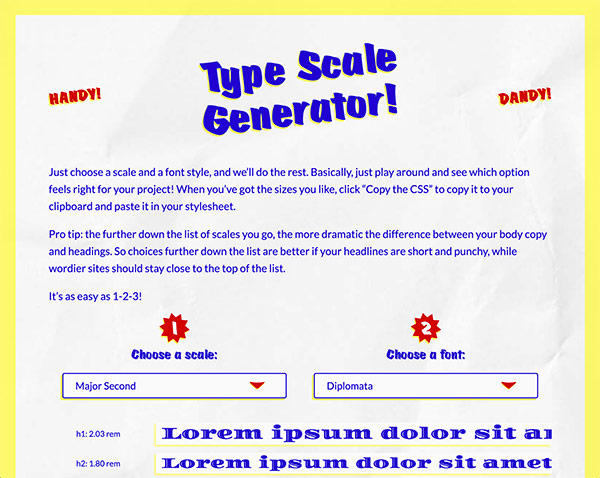 Type Scale
Generator!
HANDY!
DANDY!
Just choose a scale and a font style, and we'll do the rest. Basically, just play around and see which option
feels right for your project! When you've got the sizes you like, click “Copy the CSS” to copy it to your
clipboard and paste it in your stylesheet.
Pro tip: the further down the list of scales you go, the more dramatic the difference between your body copy
and headings. So choices further down the list are better if your headlines are short and punchy, while
wordier sites should stay close to the top of the list.
It's as easy as 1-2-3!
1
Choose a scale:
2
Choose a font:
Major Second
Diplomata
h1: 2.03 rem
Lorem ipsum dolor sit a
h2: 1.80 rem
Lorem ipsum dolor sit amet